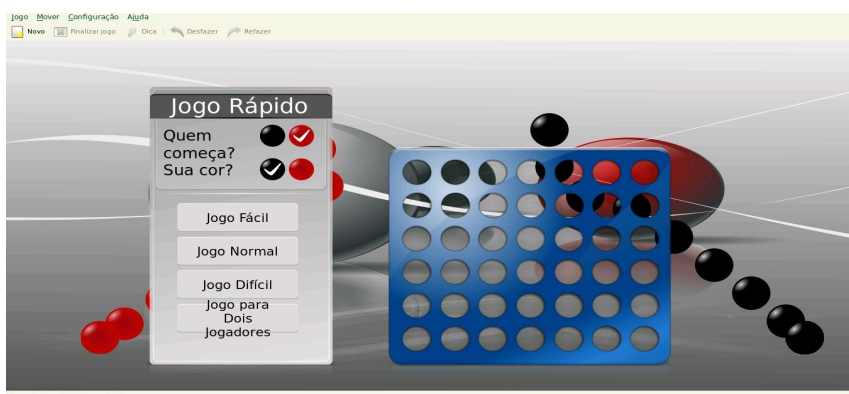 Jogo Mover Configuração Ajuda
Novo Finalizar jogo Dica Desfazer Refazer
Jogo Rápido
Quem
começa?
Sua cor?
Jogo Fácil
Jogo Normal
Jogo Difícil
Jogo para
Dois
Jogadores